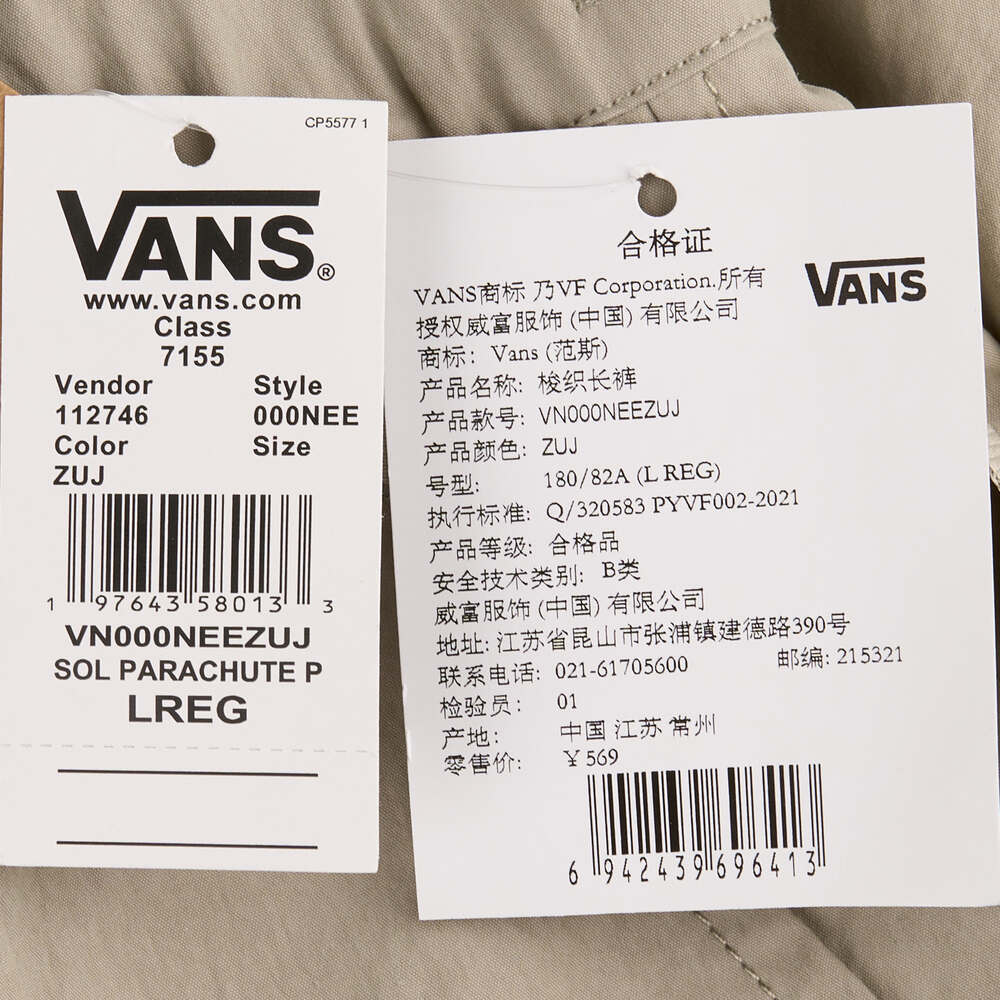 CP5577 1
VANS®
www.vans.com
Class
7155
Vendor Style
112746 000NEE
Color Size
ZUJ
1 97643 58013 3
VN000NEEZUJ
SOL PARACHUTE P
LREG
合格证
VANS
VANS商标 乃VF Corporation.所有
授权威富服饰 (中国) 有限公司
商标: Vans (范斯)
产品名称: 梭织长裤
产品款号: VN000NEEZUJ
产品颜色: ZUJ
号型: 180/82A (L REG)
执行标准: Q/320583 PYVF002-2021
产品等级: 合格品
安全技术类别: B类
威富服饰 (中国) 有限公司
地址: 江苏省昆山市张浦镇建德路390号
联系电话: 021-61705600 邮编: 215321
检验员: 01
产地: 中国 江苏 常州
零售价: ¥ 569
6 942439 696413